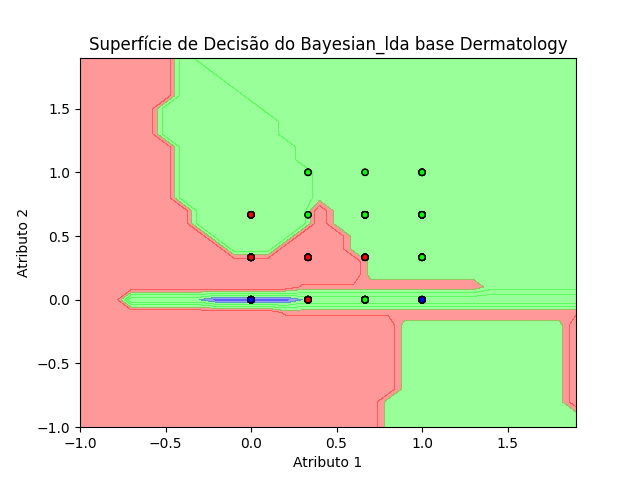 Superfície de Decisão do Bayesian_lda base Dermatology
1.5
1.0
0.5
0.0
−0.5
−1.0
Atributo 2
−1.0 −0.5 0.0 0.5 1.0 1.5
Atributo 1